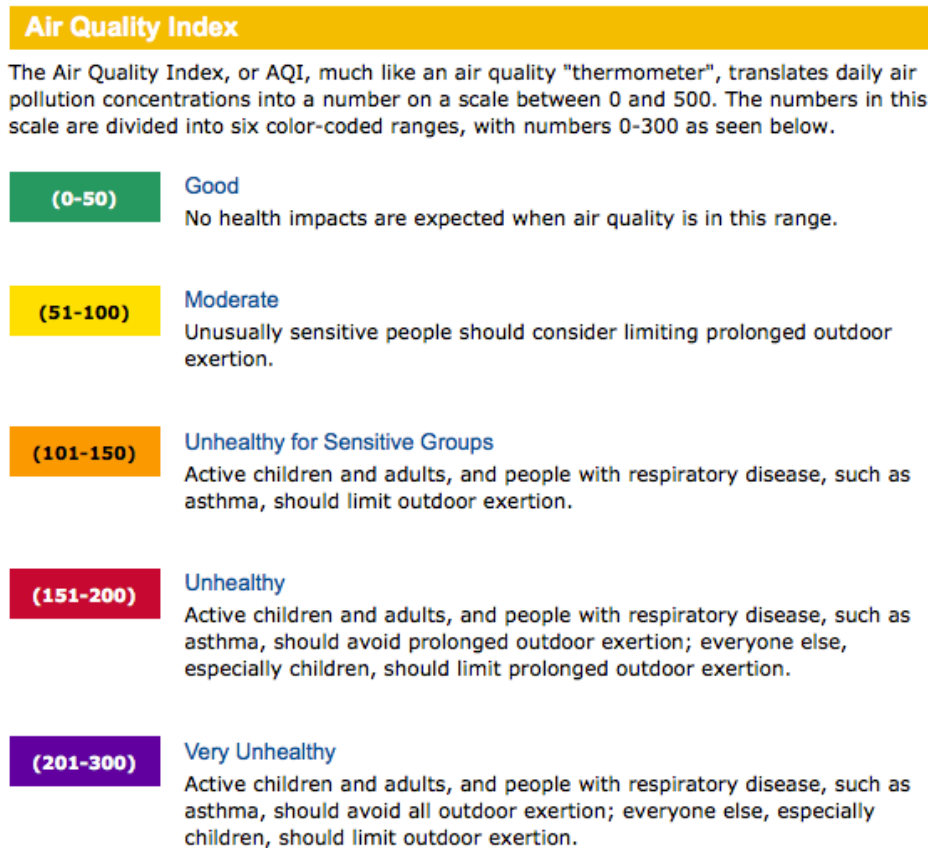 Air Quality Index
The Air Quality Index, or AQI, much like an air quality "thermometer", translates daily air
pollution concentrations into a number on a scale between 0 and 500. The numbers in this
scale are divided into six color-coded ranges, with numbers 0-300 as seen below.
(0-50)
Good
No health impacts are expected when air quality is in this range.
(51-100)
Moderate
Unusually sensitive people should consider limiting prolonged outdoor
exertion.
(101-150)
Unhealthy for Sensitive Groups
Active children and adults, and people with respiratory disease, such as
asthma, should limit outdoor exertion.
(151-200)
Unhealthy
Active children and adults, and people with respiratory disease, such as
asthma, should avoid prolonged outdoor exertion; everyone else,
especially children, should limit prolonged outdoor exertion.
(201-300)
Very Unhealthy
Active children and adults, and people with respiratory disease, such as
asthma, should avoid all outdoor exertion; everyone else, especially
children, should limit outdoor exertion.